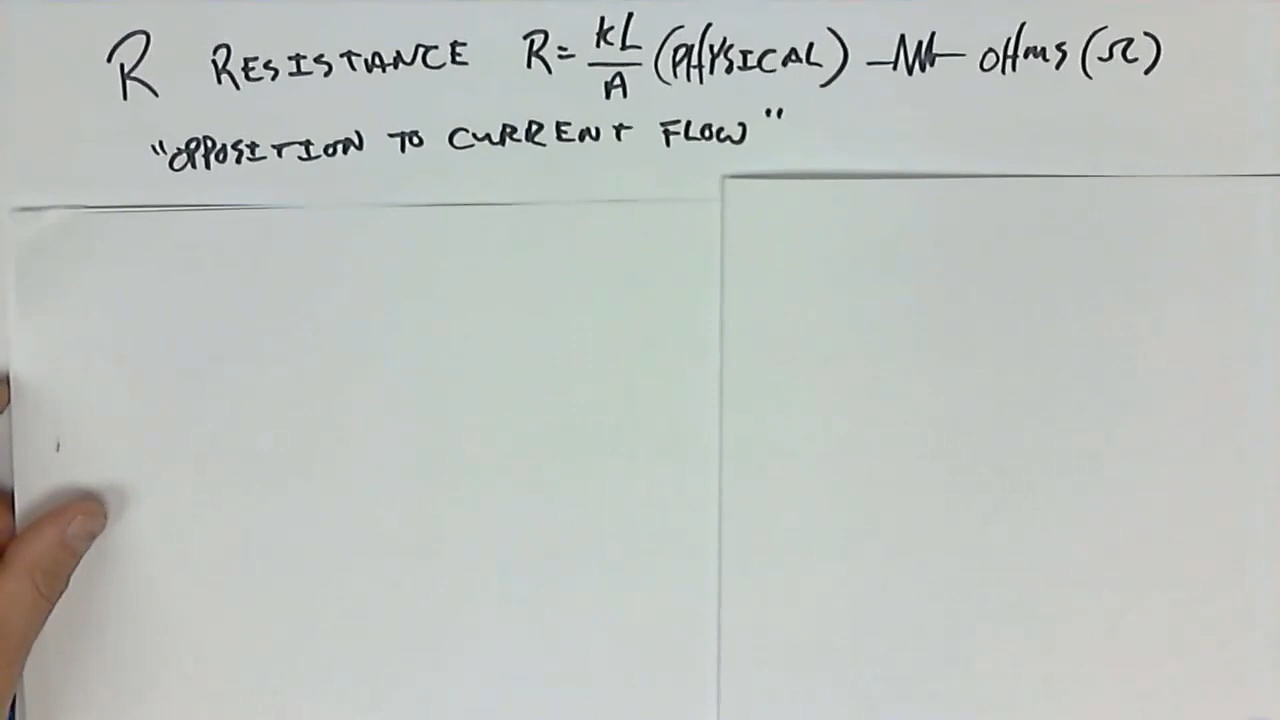 R RESISTANCE R = kL/A (PHYSICAL) ohms (Ω)
"OPPOSITION TO CURRENT FLOW"